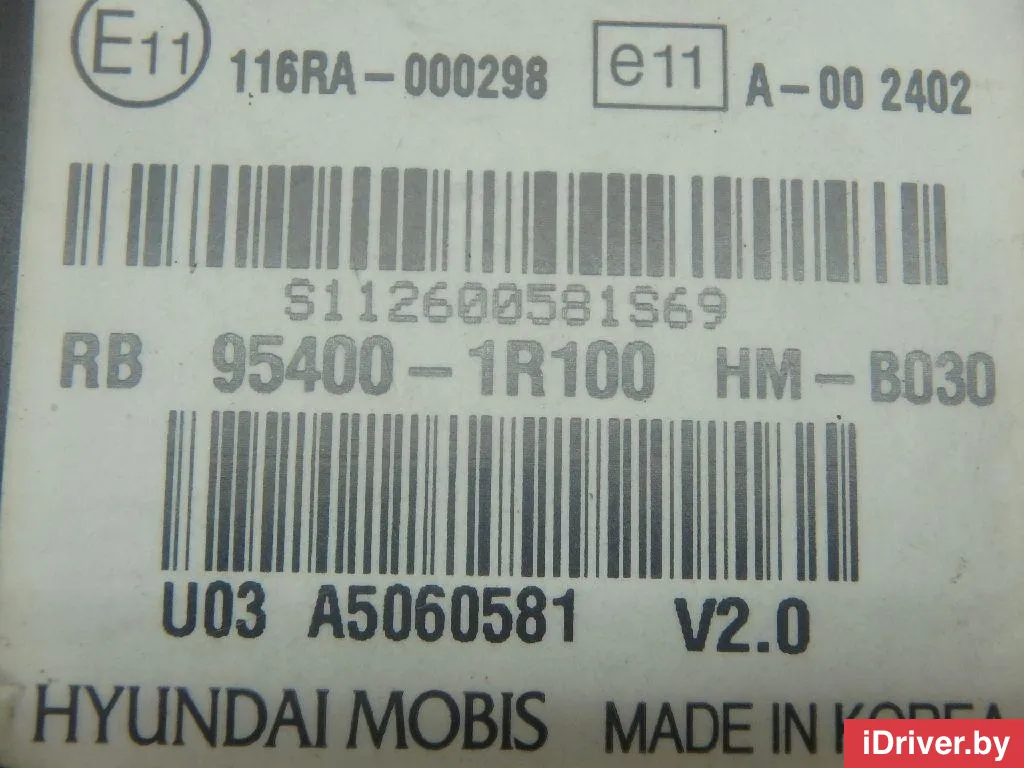 E11 116RA-000298 e11 A-00 2402
S112600581S69
RB 95400-1R100 HM-B030
U03 A5060581 V2.0
HYUNDAI MOBIS MADE IN KOREA
iDriver.by